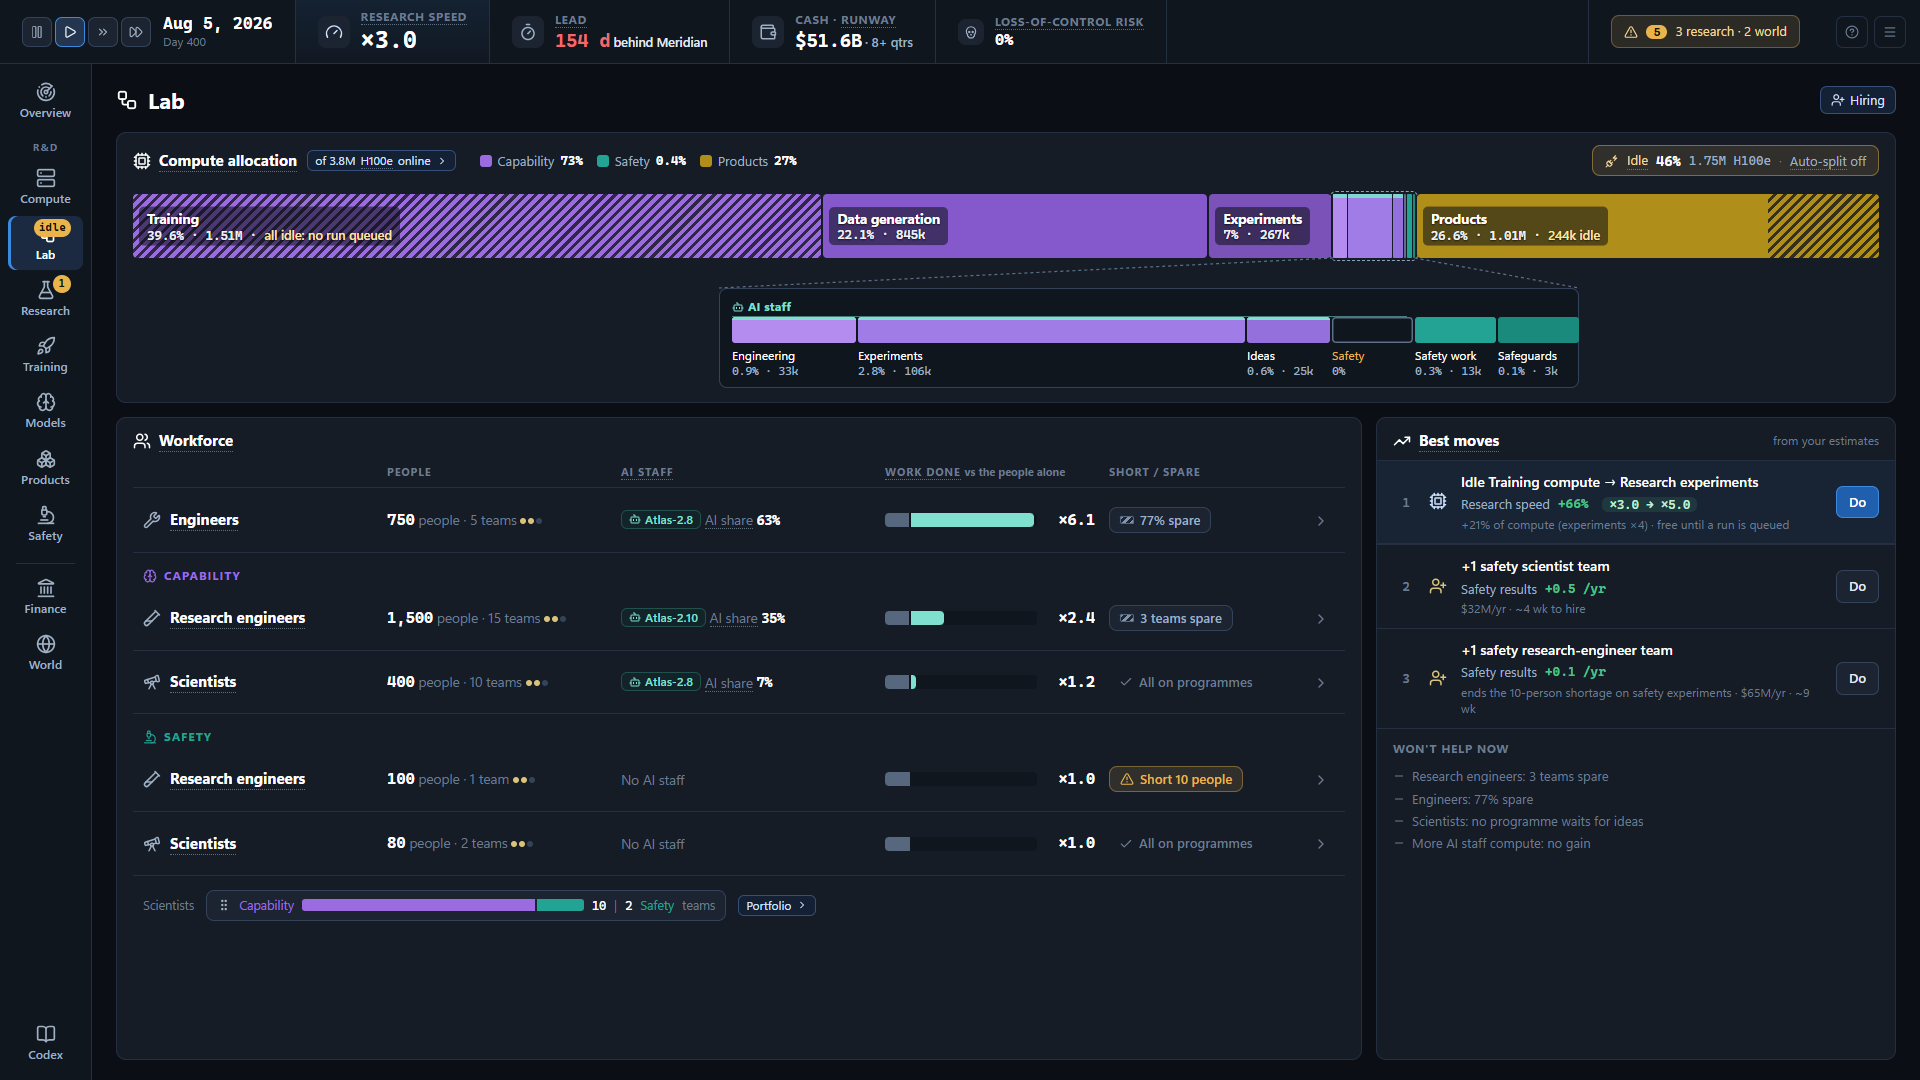 Aug 5, 2026
Day 400
RESEARCH SPEED
×3.0
LEAD
154 d behind Meridian
CASH · RUNWAY
$51.6B · 8+ qtrs
LOSS-OF-CONTROL RISK
0%
5 3 research · 2 world
Overview
R&D
Compute
idle
Lab
1
Research
Training
Models
Products
Safety
Finance
World
Codex
Lab
Hiring
Compute allocation
of 3.8M H100e online
Capability 73%
Safety 0.4%
Products 27%
Idle 46% 1.75M H100e · Auto-split off
Training
39.6% · 1.51M · all idle: no run queued
Data generation
22.1% · 845k
Experiments
7% · 267k
Products
26.6% · 1.01M · 244k idle
AI staff
Engineering
0.9% · 33k
Experiments
2.8% · 106k
Ideas
0.6% · 25k
Safety
0%
Safety work
0.3% · 13k
Safeguards
0.1% · 3k
Workforce
PEOPLE
AI STAFF
WORK DONE vs the people alone
SHORT / SPARE
Engineers
750 people · 5 teams
Atlas-2.8 AI share 63%
×6.1
77% spare
CAPABILITY
Research engineers
1,500 people · 15 teams
Atlas-2.10 AI share 35%
×2.4
3 teams spare
Scientists
400 people · 10 teams
Atlas-2.8 AI share 7%
×1.2
All on programmes
SAFETY
Research engineers
100 people · 1 team
No AI staff
×1.0
Short 10 people
Scientists
80 people · 2 teams
No AI staff
×1.0
All on programmes
Scientists
Capability
10 | 2 Safety teams
Portfolio
Best moves
from your estimates
1
Idle Training compute → Research experiments
Research speed +66% ×3.0 → ×5.0
+21% of compute (experiments ×4) · free until a run is queued
Do
2
+1 safety scientist team
Safety results +0.5 /yr
$32M/yr · ~4 wk to hire
Do
3
+1 safety research-engineer team
Safety results +0.1 /yr
ends the 10-person shortage on safety experiments · $65M/yr · ~9
wk
Do
WON'T HELP NOW
– Research engineers: 3 teams spare
– Engineers: 77% spare
– Scientists: no programme waits for ideas
– More AI staff compute: no gain